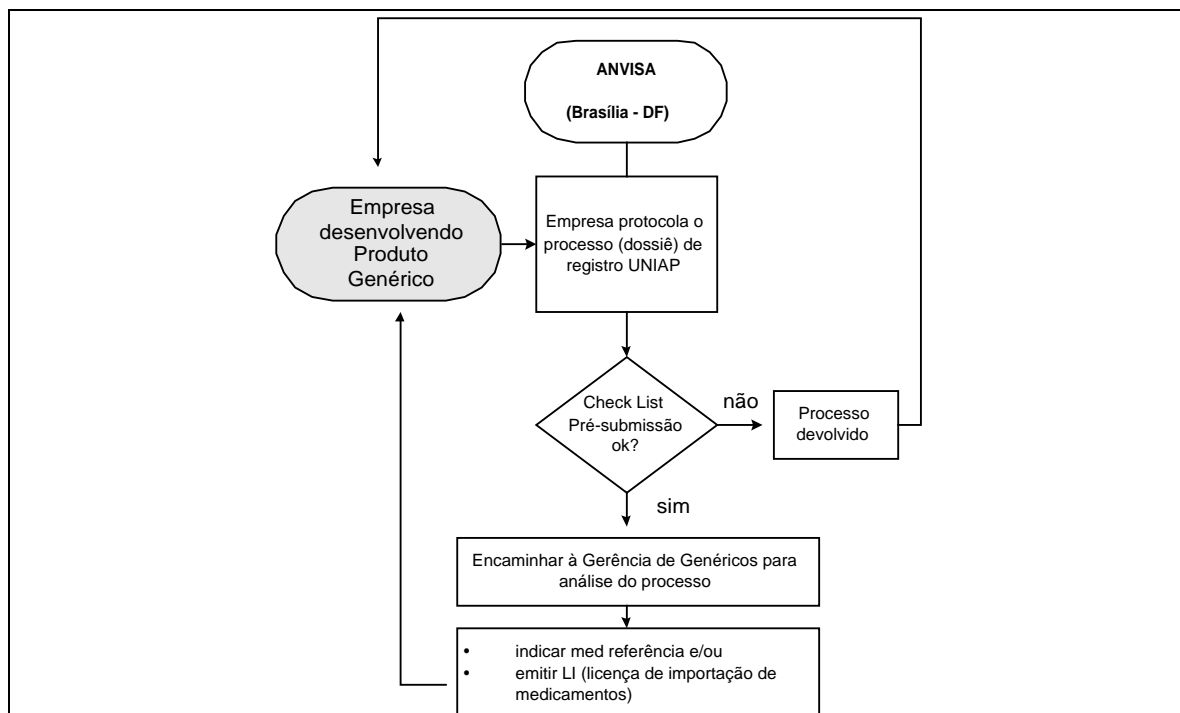 ANVISA
(Brasília - DF)
Empresa
desenvolvendo
Produto
Genérico
Empresa protocola o
processo (dossiê) de
registro UNIAP
Check List
Pré-submissão
ok?
não
Processo
devolvido
sim
Encaminhar à Gerência de Genéricos para
análise do processo
• indicar med referência e/ou
• emitir LI (licença de importação de
medicamentos)